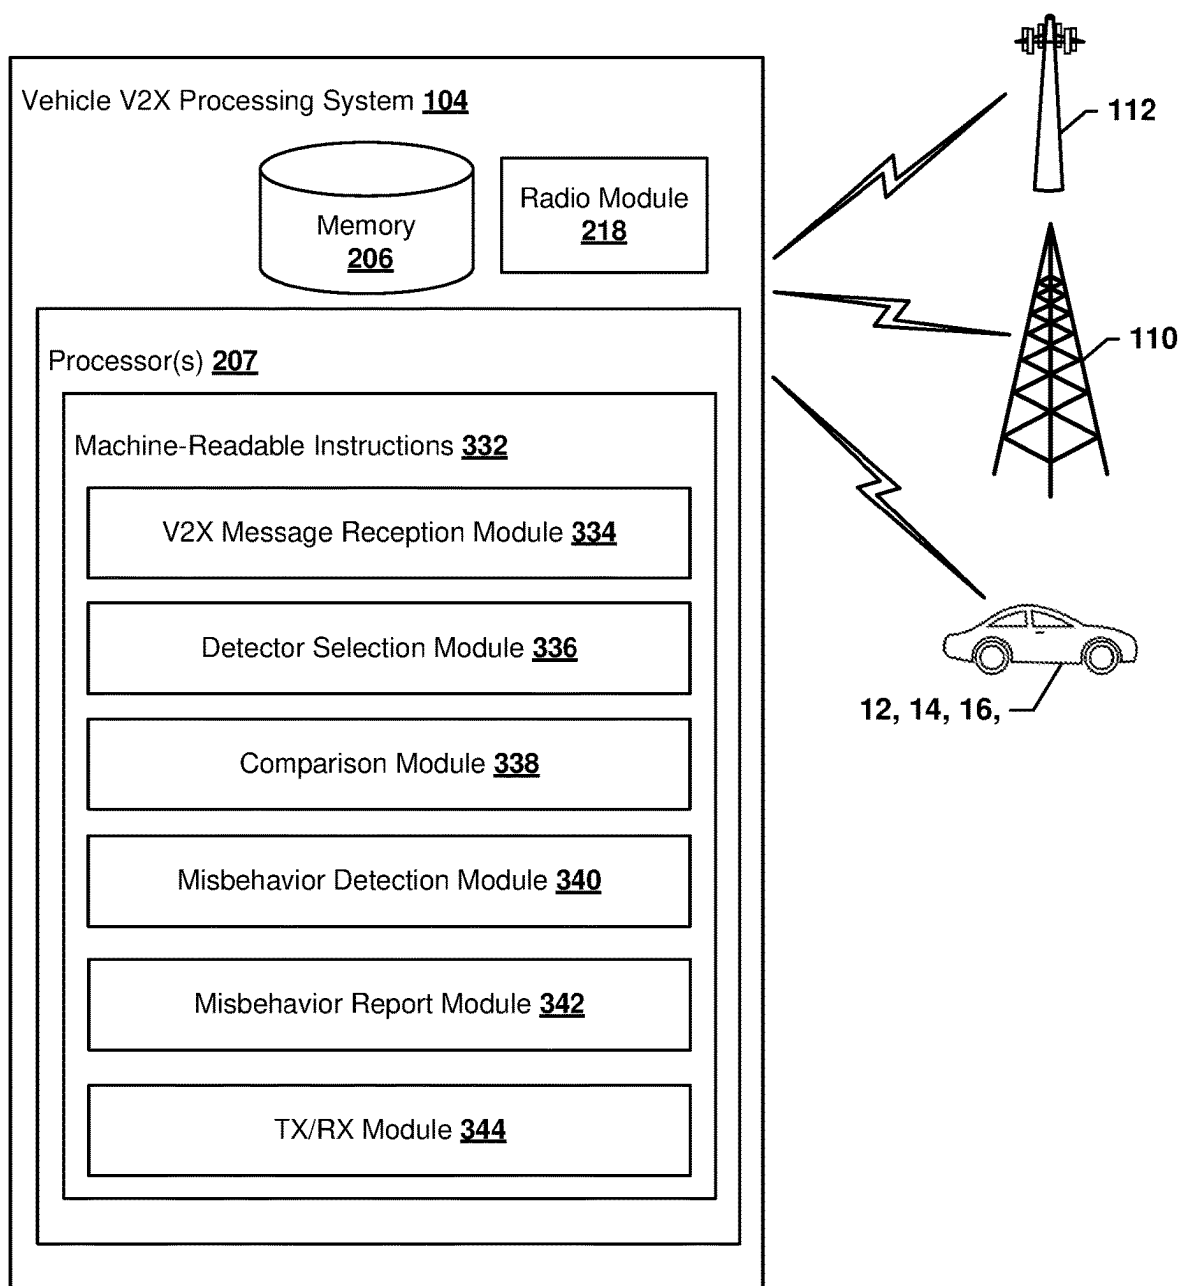 Vehicle V2X Processing System 104
112
Memory
206
Radio Module
218
110
Processor(s) 207
Machine-Readable Instructions 332
V2X Message Reception Module 334
Detector Selection Module 336
12, 14, 16,
Comparison Module 338
Misbehavior Detection Module 340
Misbehavior Report Module 342
TX/RX Module 344